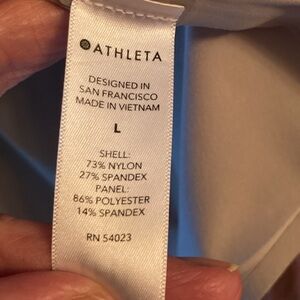 ATHLETA
DESIGNED IN
SAN FRANCISCO
MADE IN VIETNAM
L
SHELL:
73% NYLON
27% SPANDEX
PANEL:
86% POLYESTER
14% SPANDEX
RN 54023